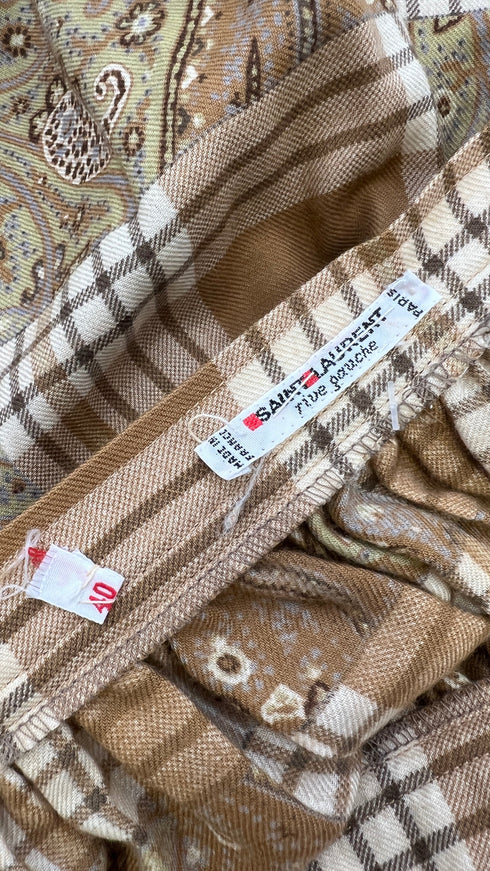 SAINT LAURENT
rive gauche
MADE IN
FRANCE
PARIS
40